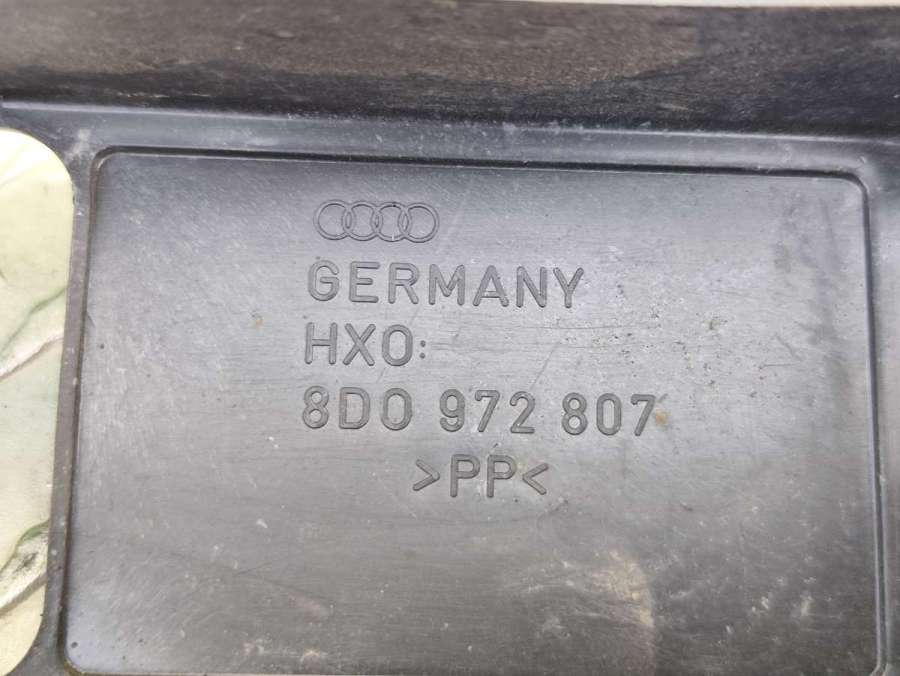 GERMANY
HXO:
8D0 972 807
>PP<